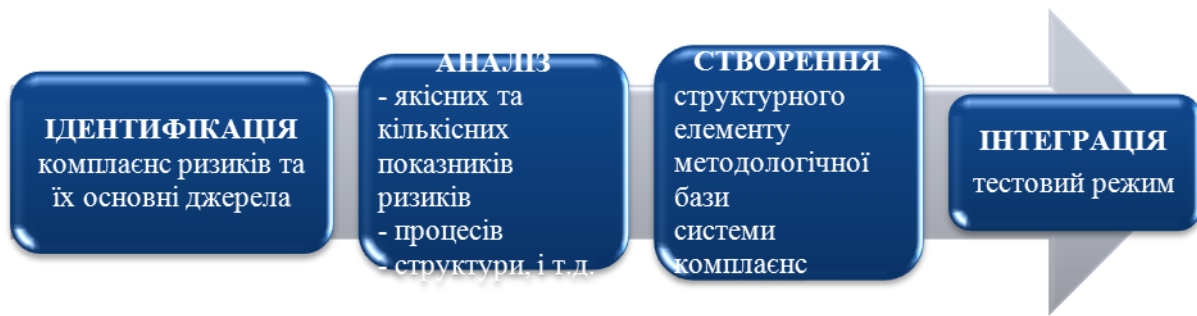 ІДЕНТИФІКАЦІЯ
комплаєнс ризиків та
їх основні джерела
АНАЛІЗ
- якісних та
кількісних
показників
ризиків
- процесів
- структури, і т.д.
СТВОРЕННЯ
структурного
елементу
методологічної
бази
системи
комплаєнс
ІНТЕГРАЦІЯ
тестовий режим